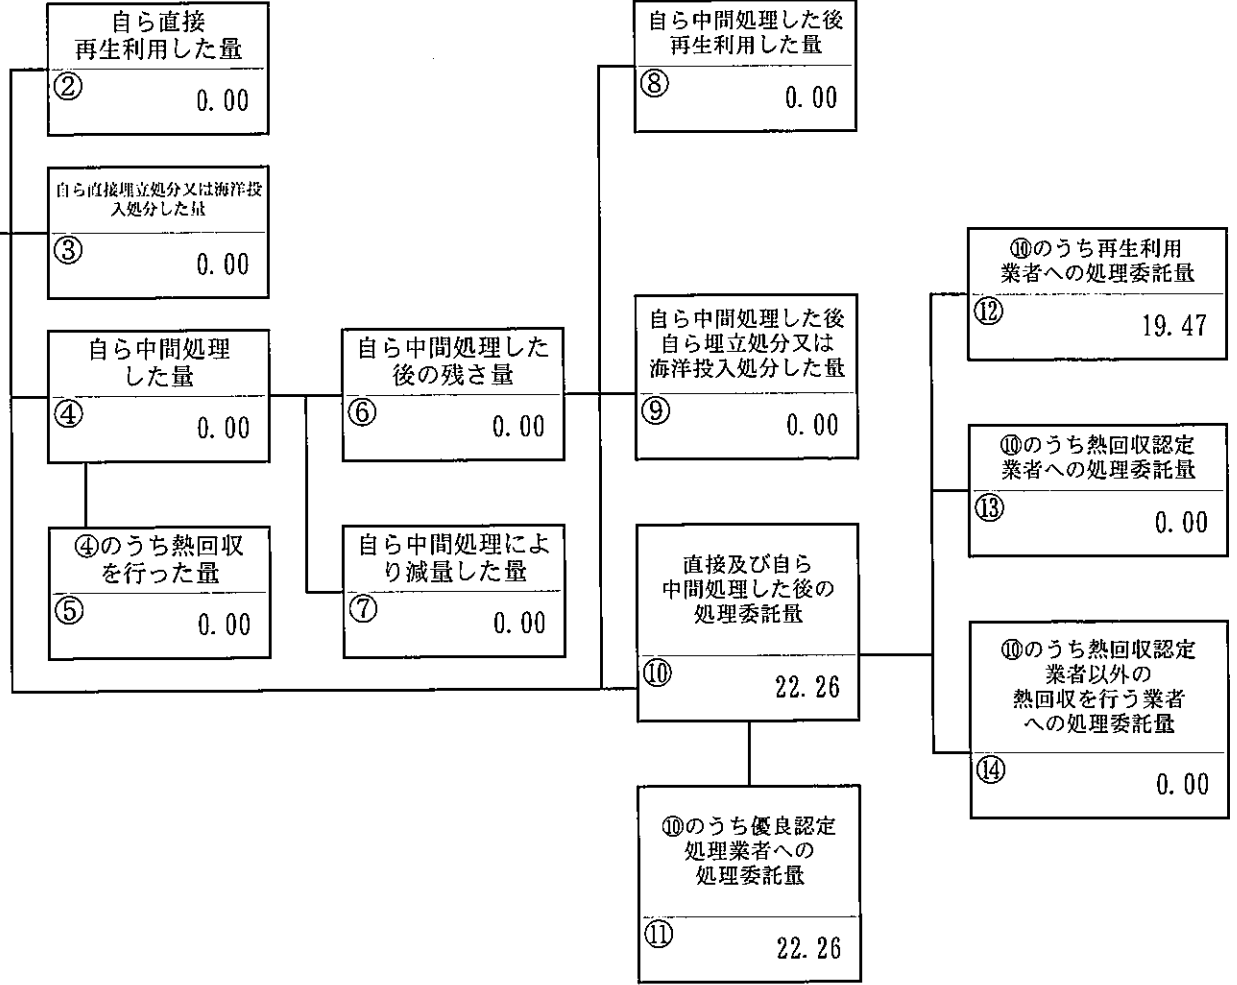 自ら直接
再生利用した量
②
0.00
自ら直接埋立処分又は海洋投
入処分した量
③
0.00
自ら中間処理
した量
④
0.00
④のうち熱回収
を行った量
⑤
0.00
自ら中間処理した
後の残さ量
⑥
0.00
自ら中間処理によ
り減量した量
⑦
0.00
自ら中間処理した後
再生利用した量
⑧
0.00
自ら中間処理した後
自ら埋立処分又は
海洋投入処分した量
⑨
0.00
直接及び自ら
中間処理した後の
処理委託量
⑩
22.26
⑩のうち優良認定
処理業者への
処理委託量
⑪
22.26
⑩のうち再生利用
業者への処理委託量
⑫
19.47
⑩のうち熱回収認定
業者への処理委託量
⑬
0.00
⑩のうち熱回収認定
業者以外の
熱回収を行う業者
への処理委託量
⑭
0.00